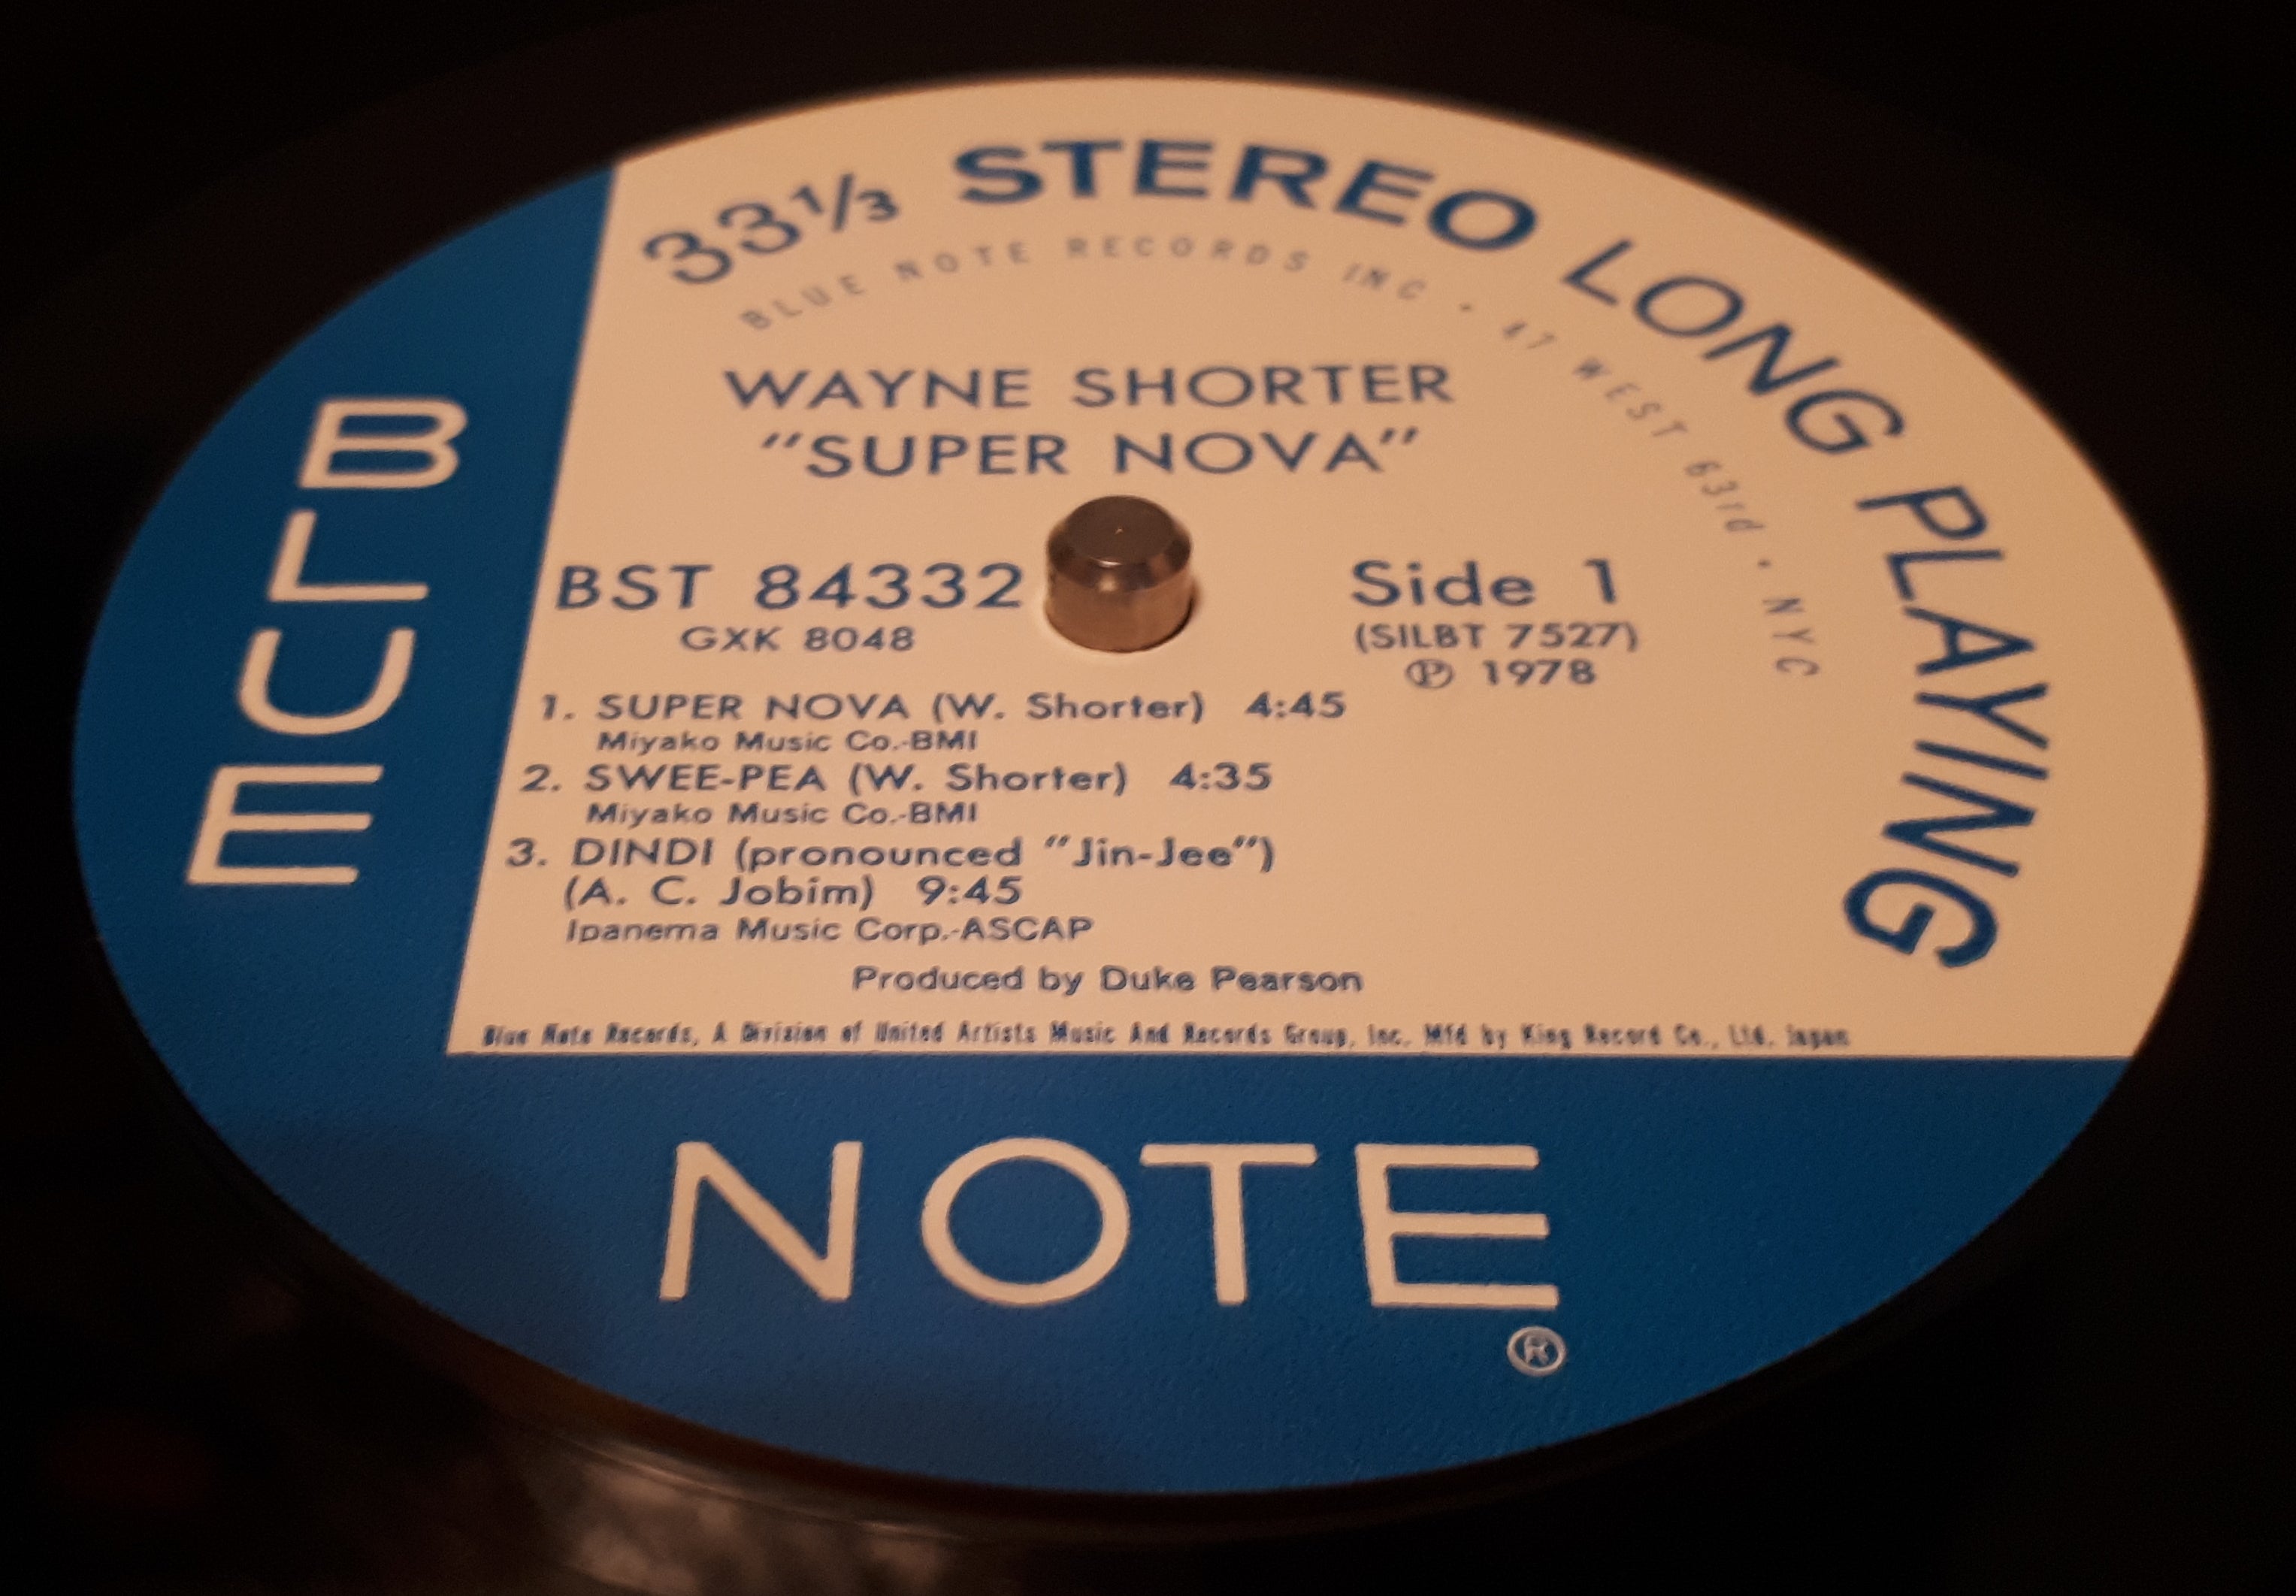 33⅓ STEREO LONG PLAYING
BLUE NOTE RECORDS INC · 47 WEST 63rd · NYC
WAYNE SHORTER
"SUPER NOVA"
BST 84332
GXK 8048
Side 1
(SILBT 7527)
℗ 1978
1. SUPER NOVA (W. Shorter) 4:45
Miyako Music Co.-BMI
2. SWEE-PEA (W. Shorter) 4:35
Miyako Music Co.-BMI
3. DINDI (pronounced "Jin-Jee")
(A. C. Jobim) 9:45
Ipanema Music Corp.-ASCAP
Produced by Duke Pearson
Blue Note Records, A Division of United Artists Music And Records Group, Inc. Mfd by King Record Co., Ltd. Japan
BLUE
NOTE
®